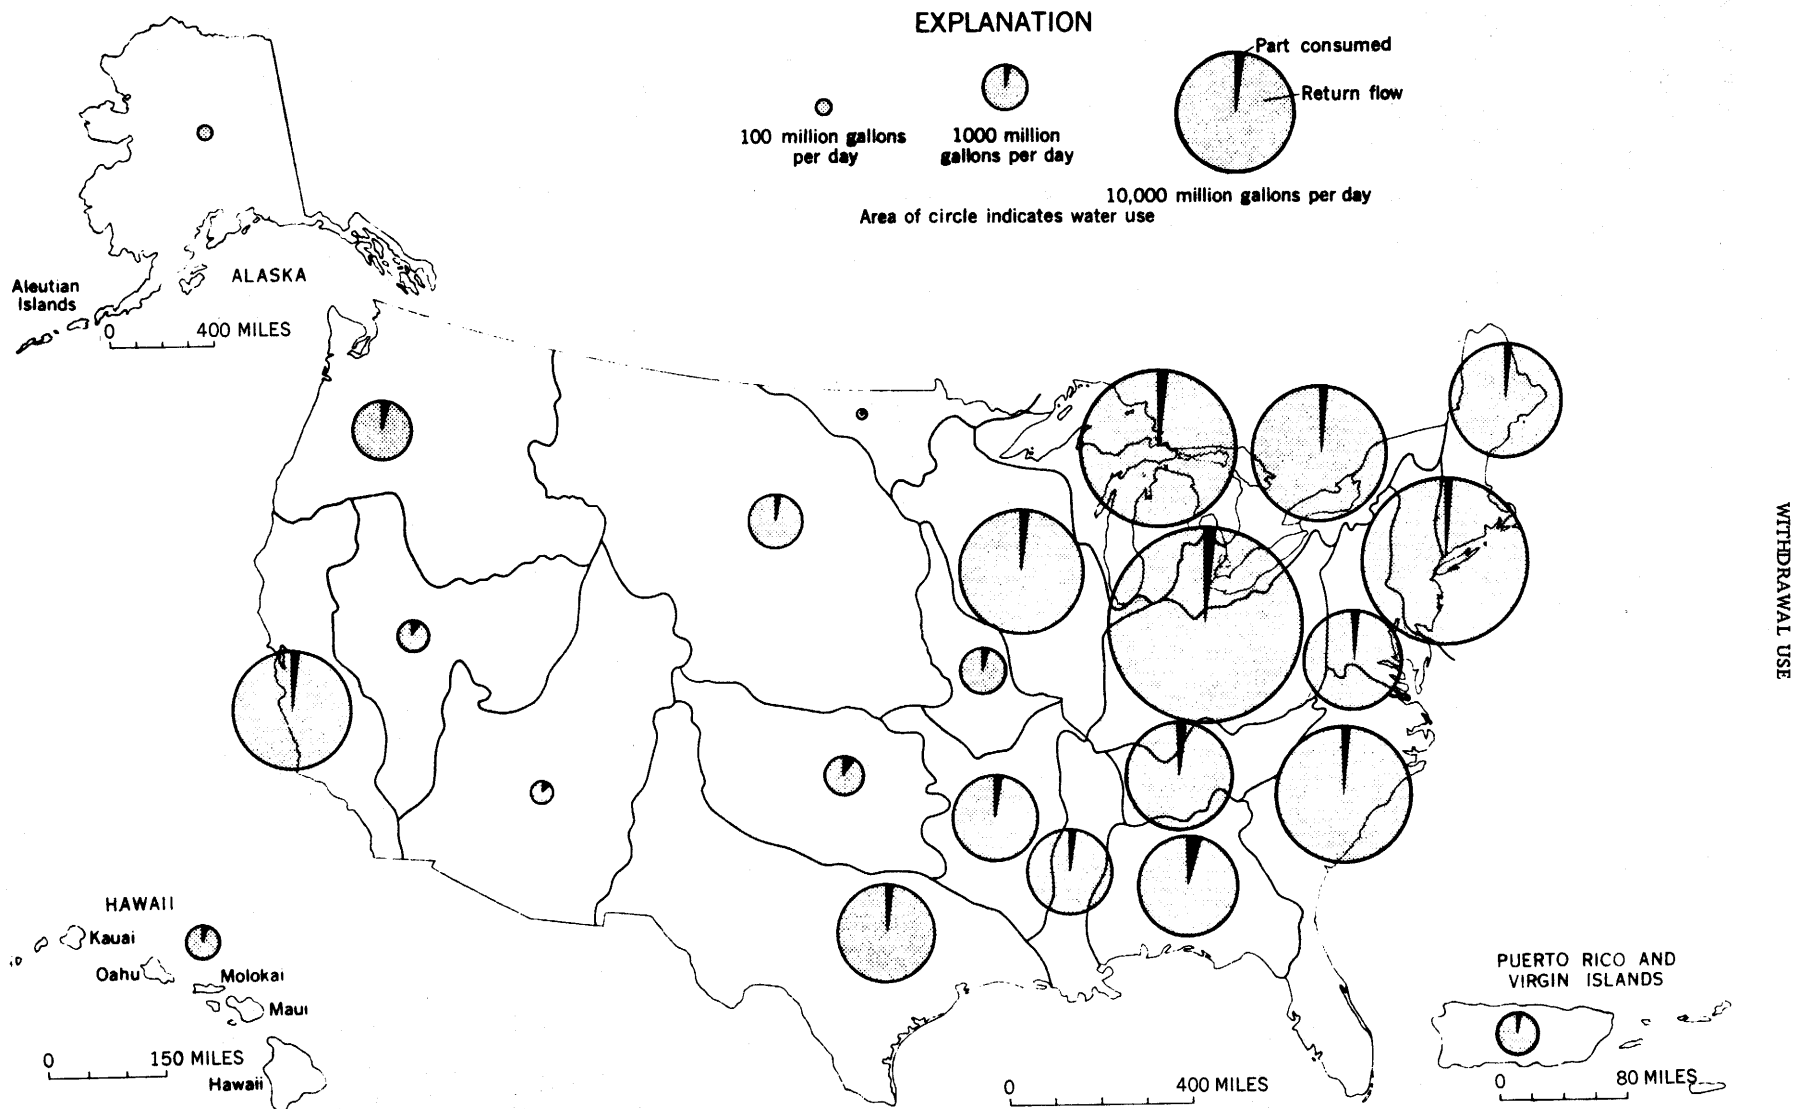 EXPLANATION
Part consumed
Return flow
100 million gallons
per day
1000 million
gallons per day
10,000 million gallons per day
Area of circle indicates water use
ALASKA
Aleutian
Islands
0 400 MILES
WITHDRAWAL USE
HAWAII
Kauai
Oahu
Molokai
Maui
0 150 MILES
Hawaii
0 400 MILES
PUERTO RICO AND
VIRGIN ISLANDS
0 80 MILES